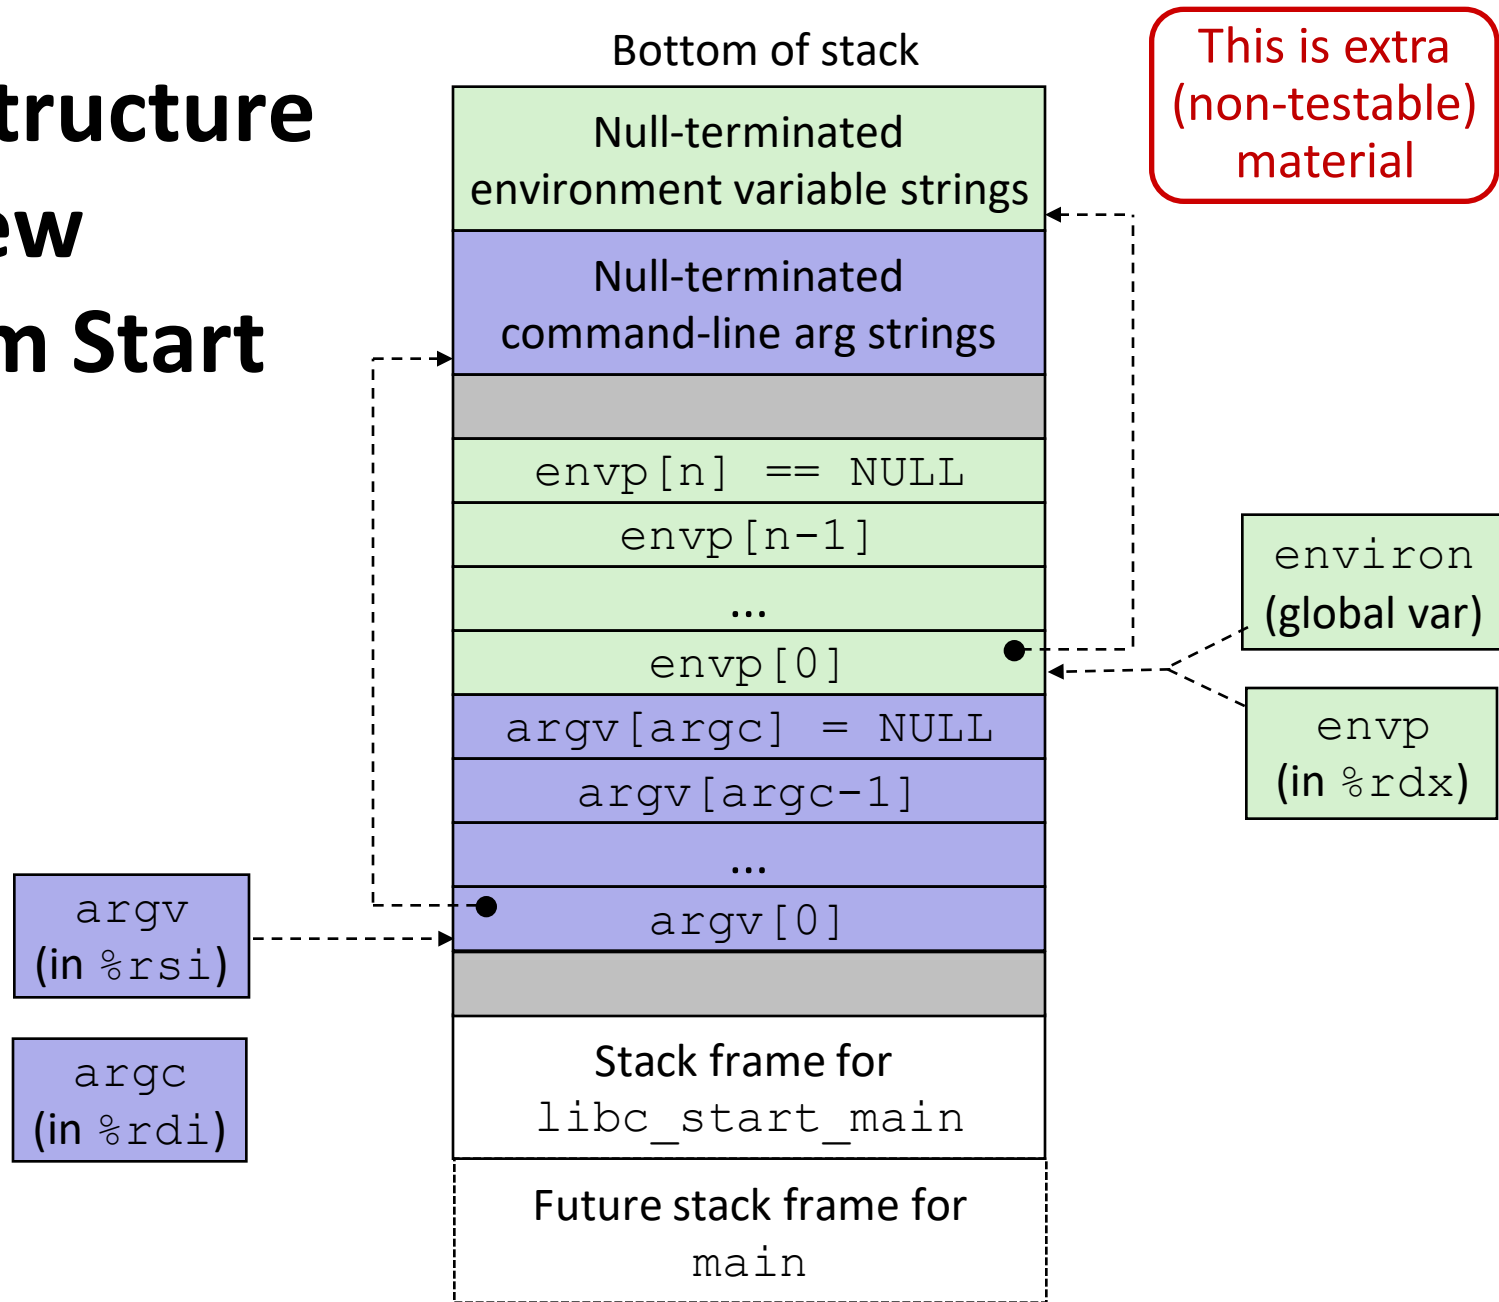 tructure
ew
m Start
Bottom of stack
This is extra
(non-testable)
material
Null-terminated
environment variable strings
Null-terminated
command-line arg strings
envp[n] == NULL
envp[n-1]
...
envp[0]
argv[argc] = NULL
argv[argc-1]
...
argv[0]
environ
(global var)
envp
(in %rdx)
argv
(in %rsi)
argc
(in %rdi)
Stack frame for
libc_start_main
Future stack frame for
main